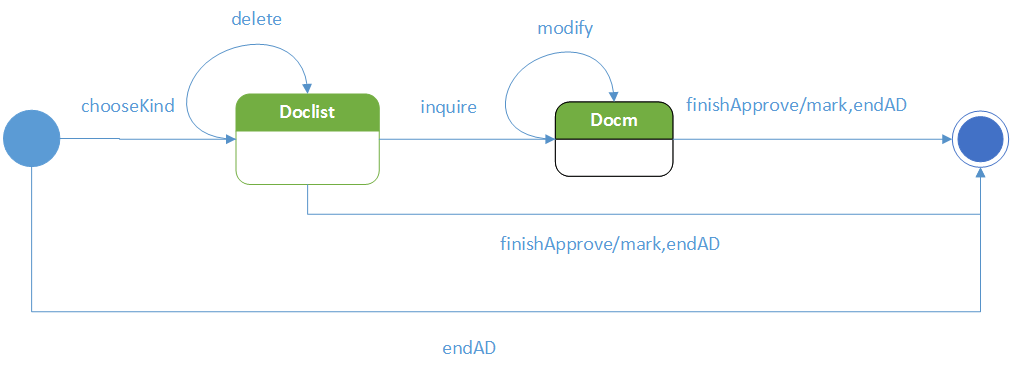 delete
modify
chooseKind
Doclist
inquire
Docm
finishApprove/mark,endAD
finishApprove/mark,endAD
endAD